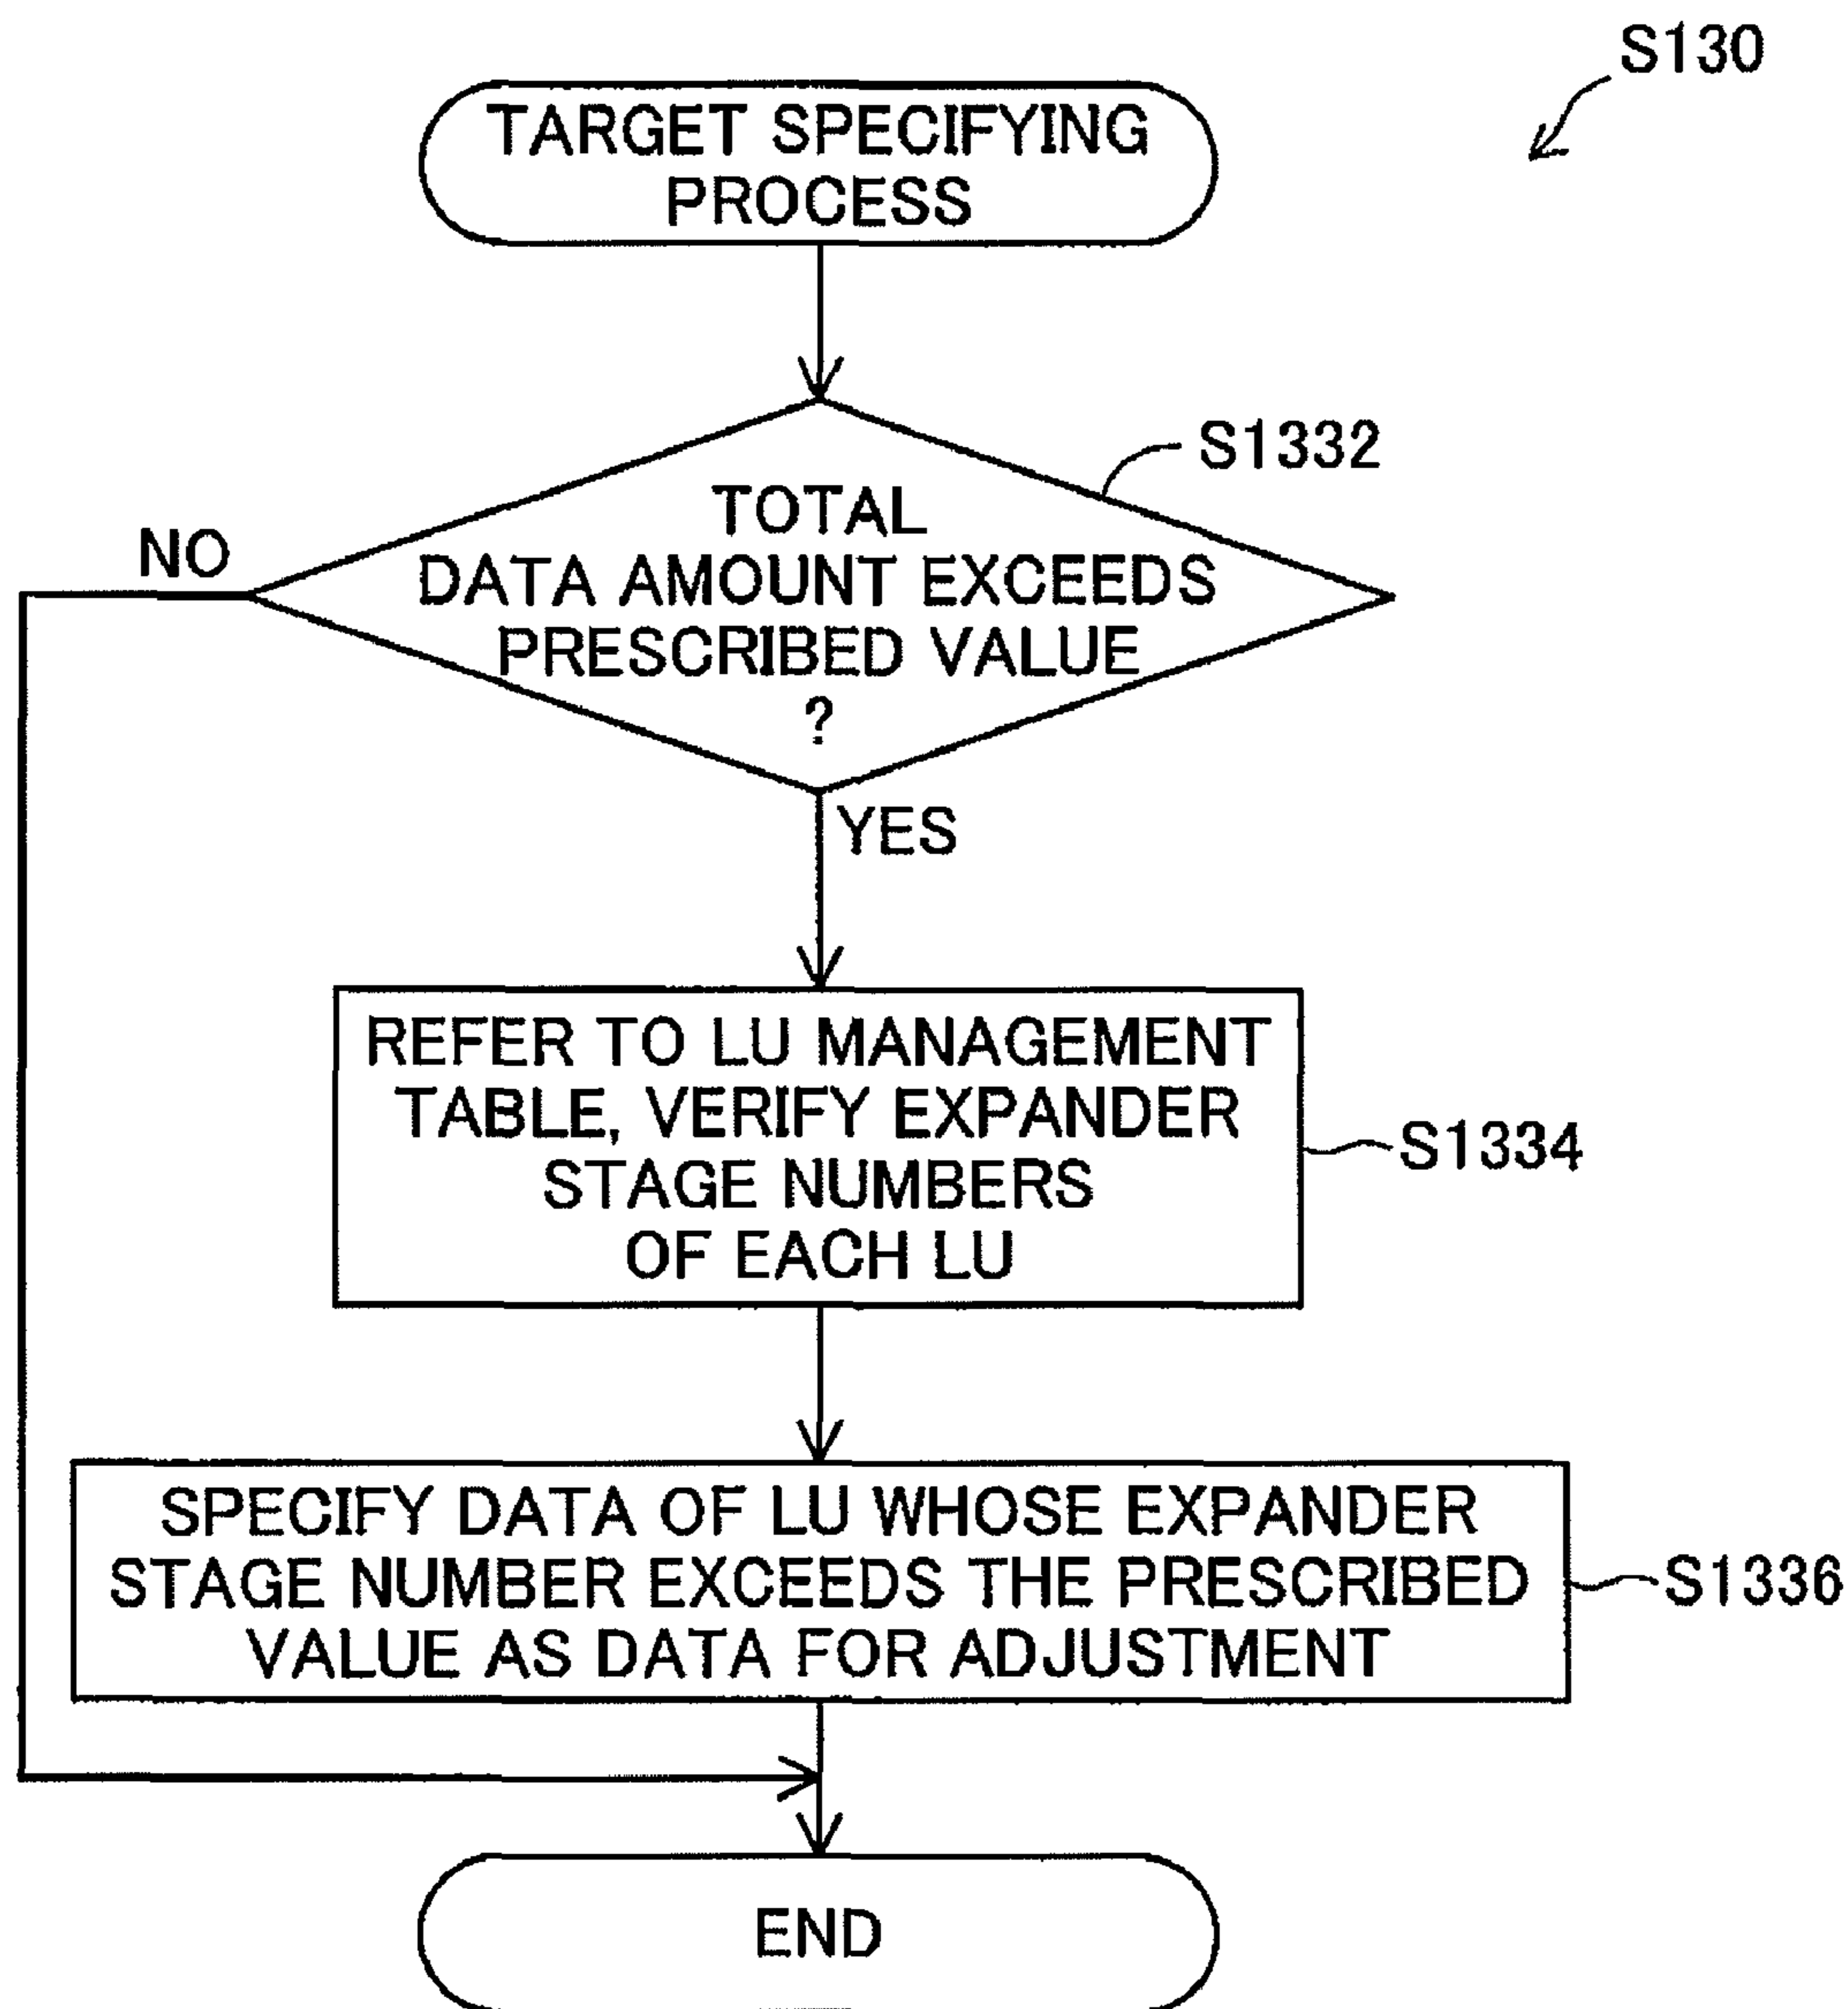 S130
TARGET SPECIFYING
PROCESS
S1332
TOTAL
DATA AMOUNT EXCEEDS
PRESCRIBED VALUE
?
NO
YES
REFER TO LU MANAGEMENT
TABLE, VERIFY EXPANDER
STAGE NUMBERS
OF EACH LU
S1334
SPECIFY DATA OF LU WHOSE EXPANDER
STAGE NUMBER EXCEEDS THE PRESCRIBED
VALUE AS DATA FOR ADJUSTMENT
S1336
END